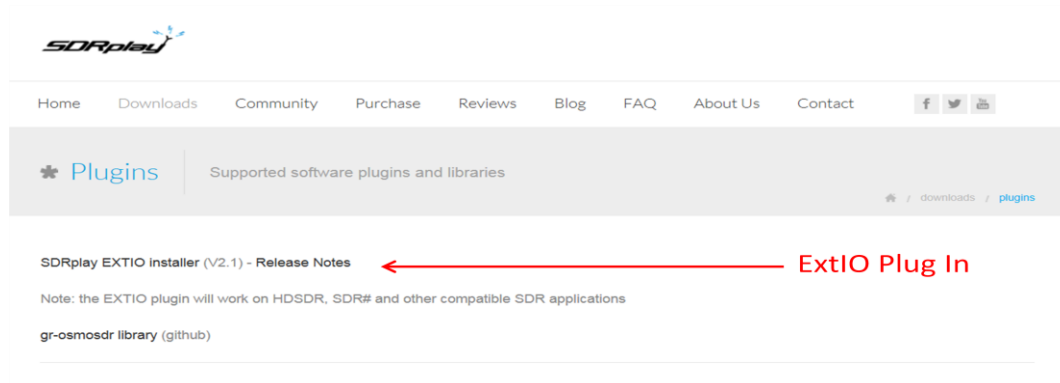 SDRplay
Home Downloads Community Purchase Reviews Blog FAQ About Us Contact
Plugins Supported software plugins and libraries
/ downloads / plugins
SDRplay EXTIO installer (V2.1) - Release Notes
ExtIO Plug In
Note: the EXTIO plugin will work on HDSDR, SDR# and other compatible SDR applications
gr-osmosdr library (github)